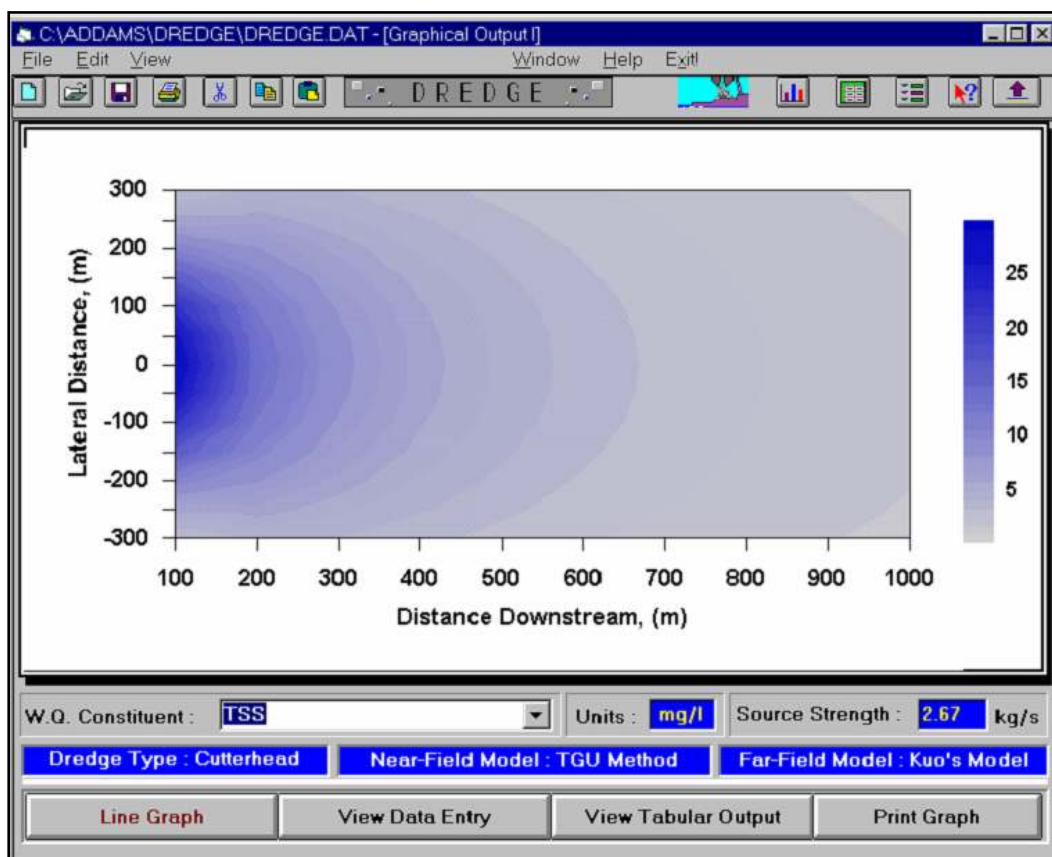 C:\ADDAMS\DREDGE\DREDGE.DAT - [Graphical Output I]
File Edit View Window Help Exit!
DREDGE
300
200
100
0
-100
-200
-300
Lateral Distance, (m)
100 200 300 400 500 600 700 800 900 1000
Distance Downstream, (m)
25
20
15
10
5
W.Q. Constituent : TSS Units : mg/l Source Strength : 2.67 kg/s
Dredge Type : Cutterhead Near-Field Model : TGU Method Far-Field Model : Kuo's Model
Line Graph View Data Entry View Tabular Output Print Graph